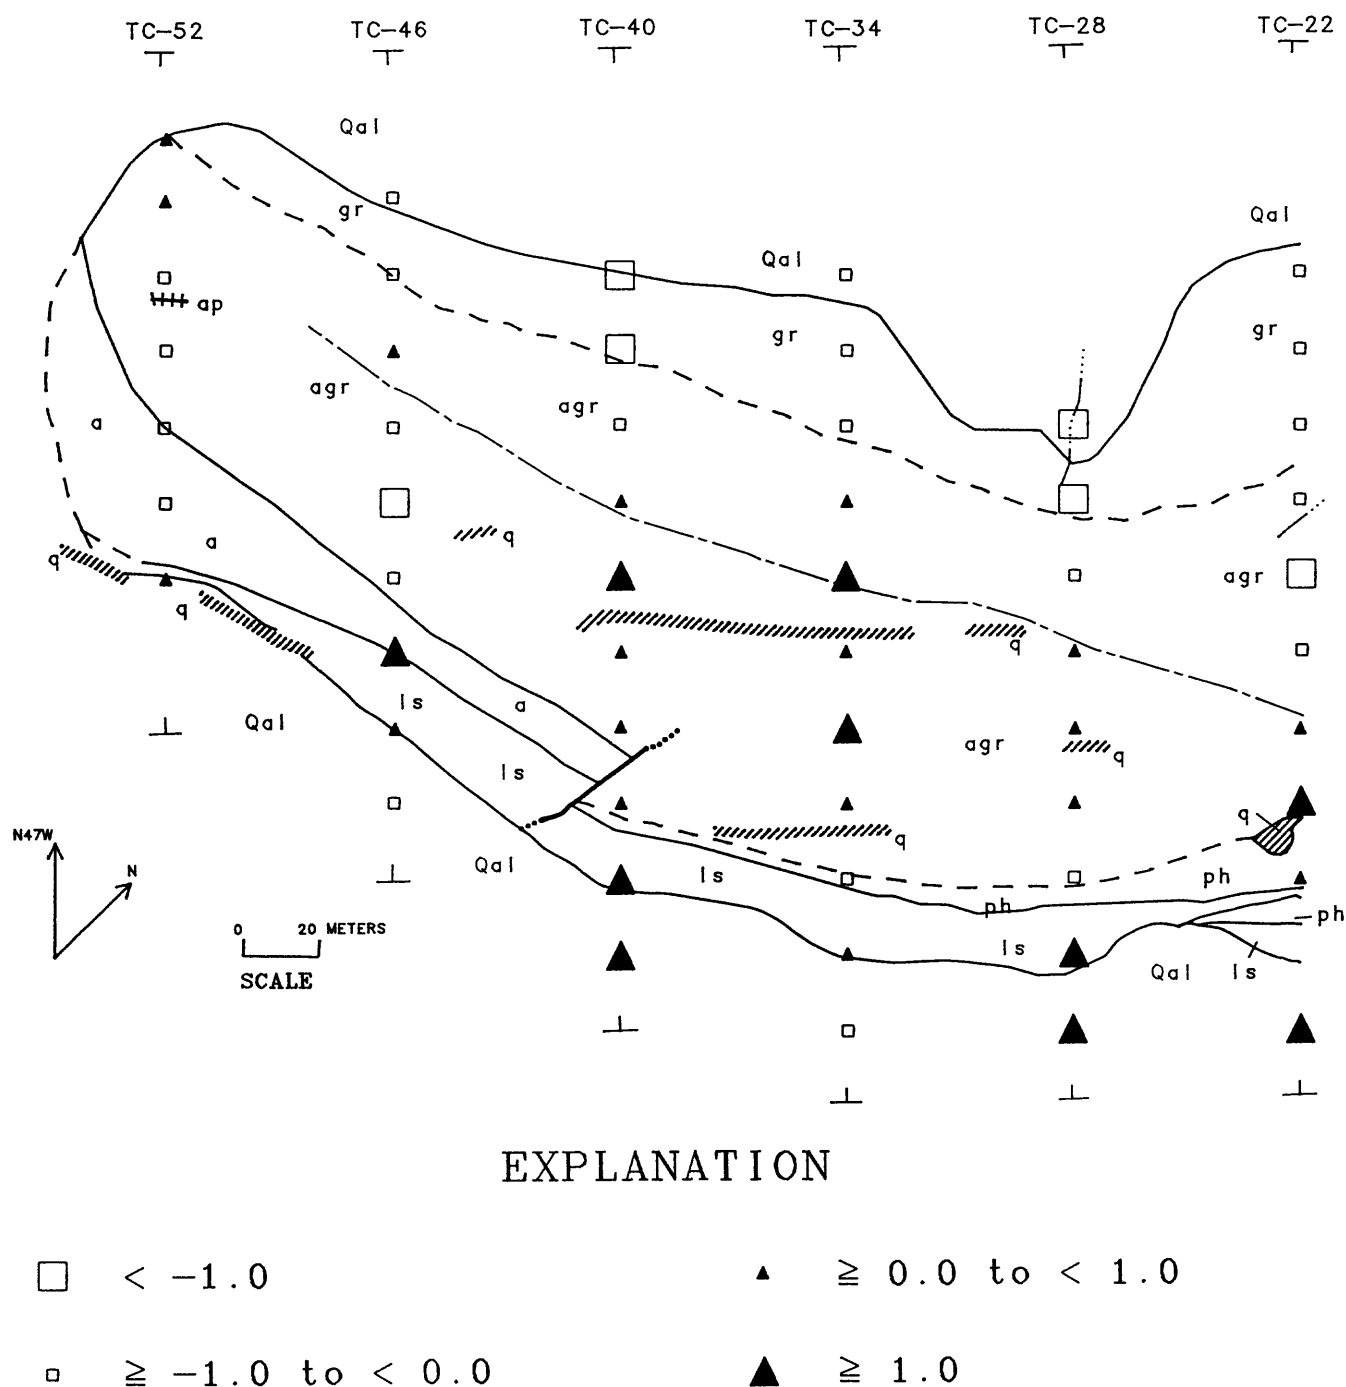 TC-52 TC-46 TC-40 TC-34 TC-28 TC-22
Qal
Qal
gr
Qal
ap
gr
gr
agr
agr
a
q
a
q
agr
q
q
ls
a
Qal
agr
q
ls
q
N47W
q
N
Qal
ls
ph
ph
ph
0 20 METERS
ls
Qal
ls
SCALE
EXPLANATION
< -1.0
≧ 0.0 to < 1.0
≧ -1.0 to < 0.0
≧ 1.0